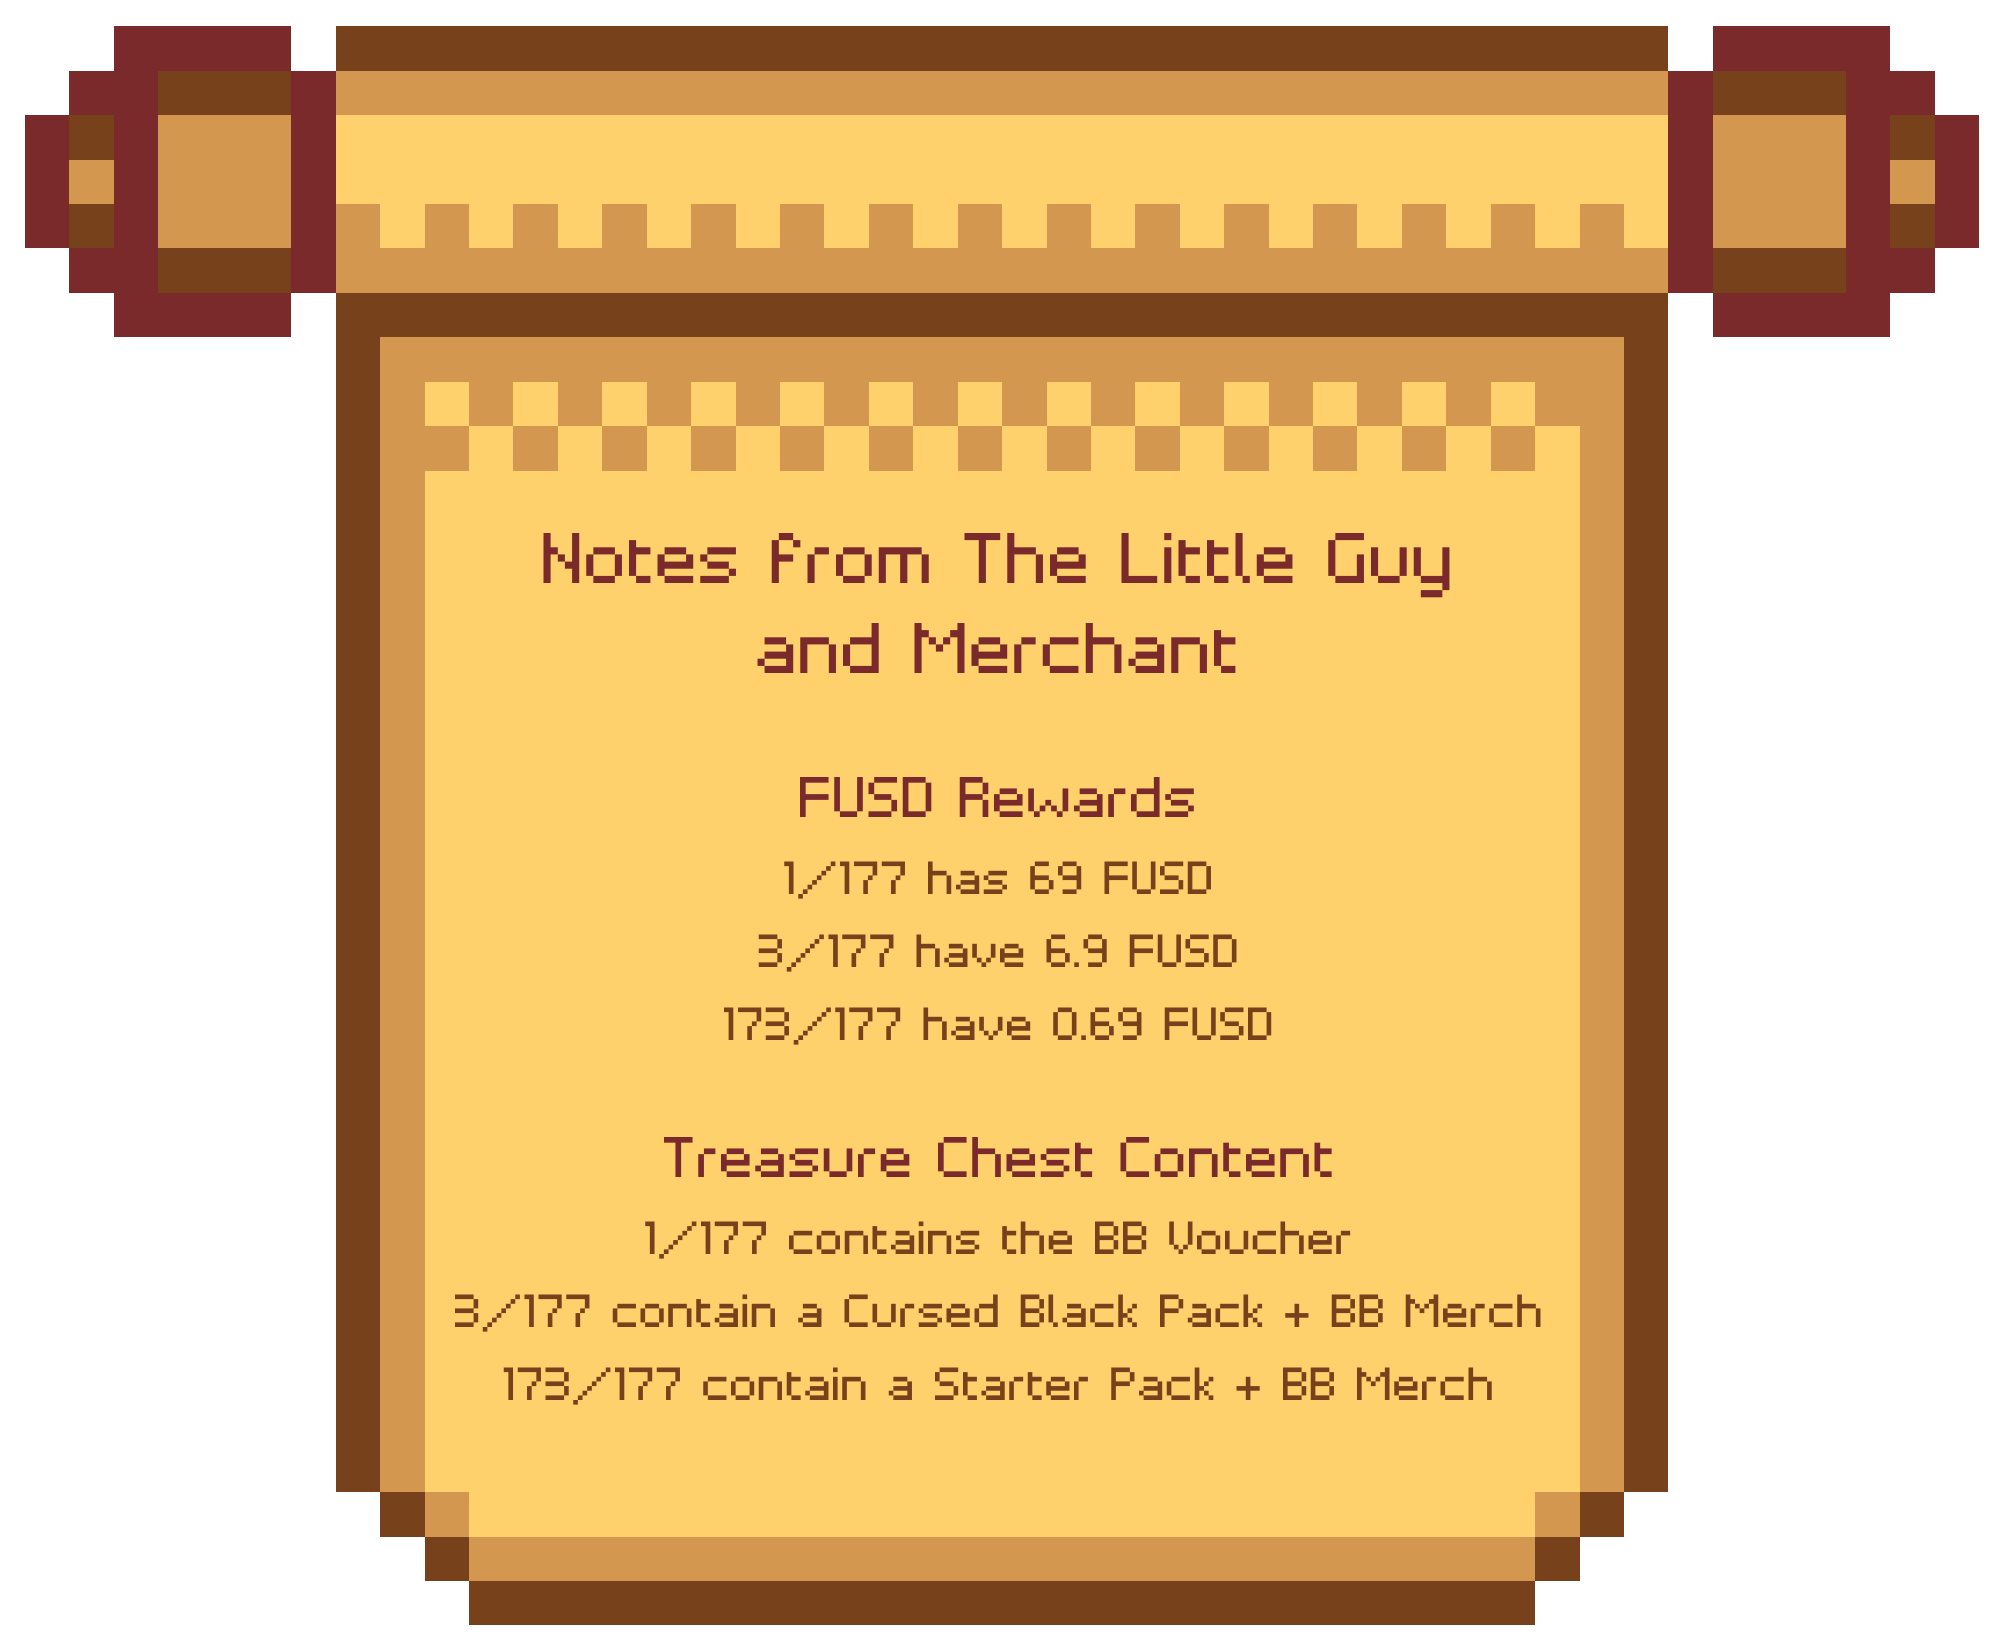 Notes from The Little Guy
and Merchant
FUSD Rewards
1/177 has 69 FUSD
3/177 have 6.9 FUSD
173/177 have 0.69 FUSD
Treasure Chest Content
1/177 contains the BB Voucher
3/177 contain a Cursed Black Pack + BB Merch
173/177 contain a Starter Pack + BB Merch